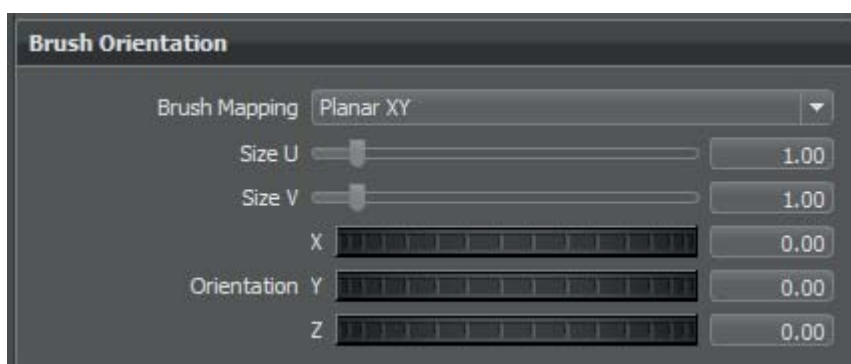 Brush Orientation
Brush Mapping Planar XY
Size U 1.00
Size V 1.00
X 0.00
Orientation Y 0.00
Z 0.00